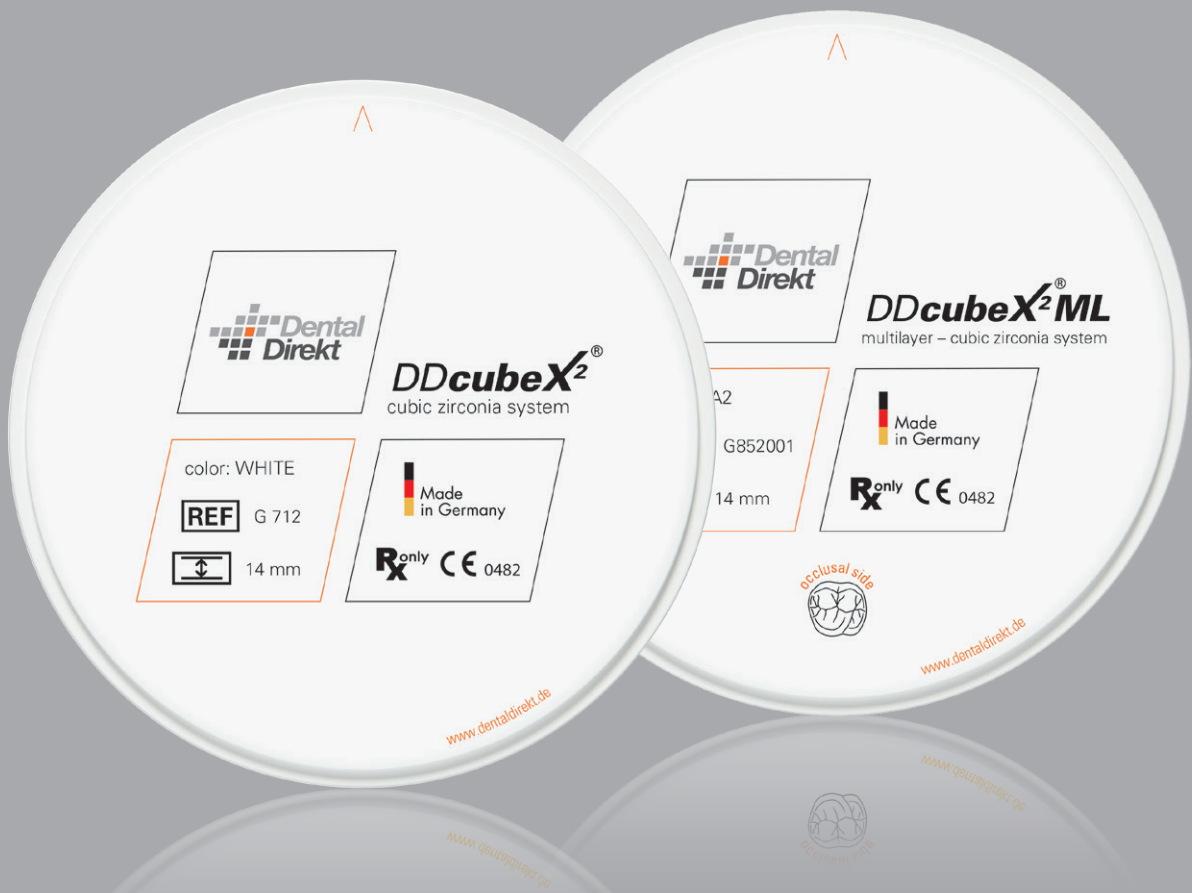 Dental
Direkt
DDcubeX²®
cubic zirconia system
color: WHITE
REF G 712
14 mm
Made
in Germany
Rx only CE 0482
www.dentaldirekt.de
Dental
Direkt
DDcubeX²® ML
multilayer – cubic zirconia system
A2
G852001
14 mm
Made
in Germany
Rx only CE 0482
occlusal side
www.dentaldirekt.de